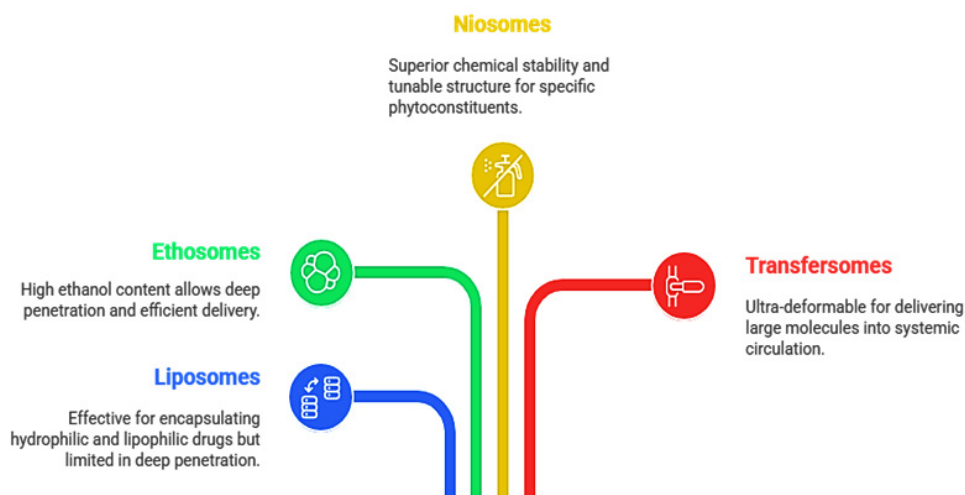 Niosomes
Superior chemical stability and
tunable structure for specific
phytoconstituents.
Ethosomes
High ethanol content allows deep
penetration and efficient delivery.
Transfersomes
Ultra-deformable for delivering
large molecules into systemic
circulation.
Liposomes
Effective for encapsulating
hydrophilic and lipophilic drugs but
limited in deep penetration.